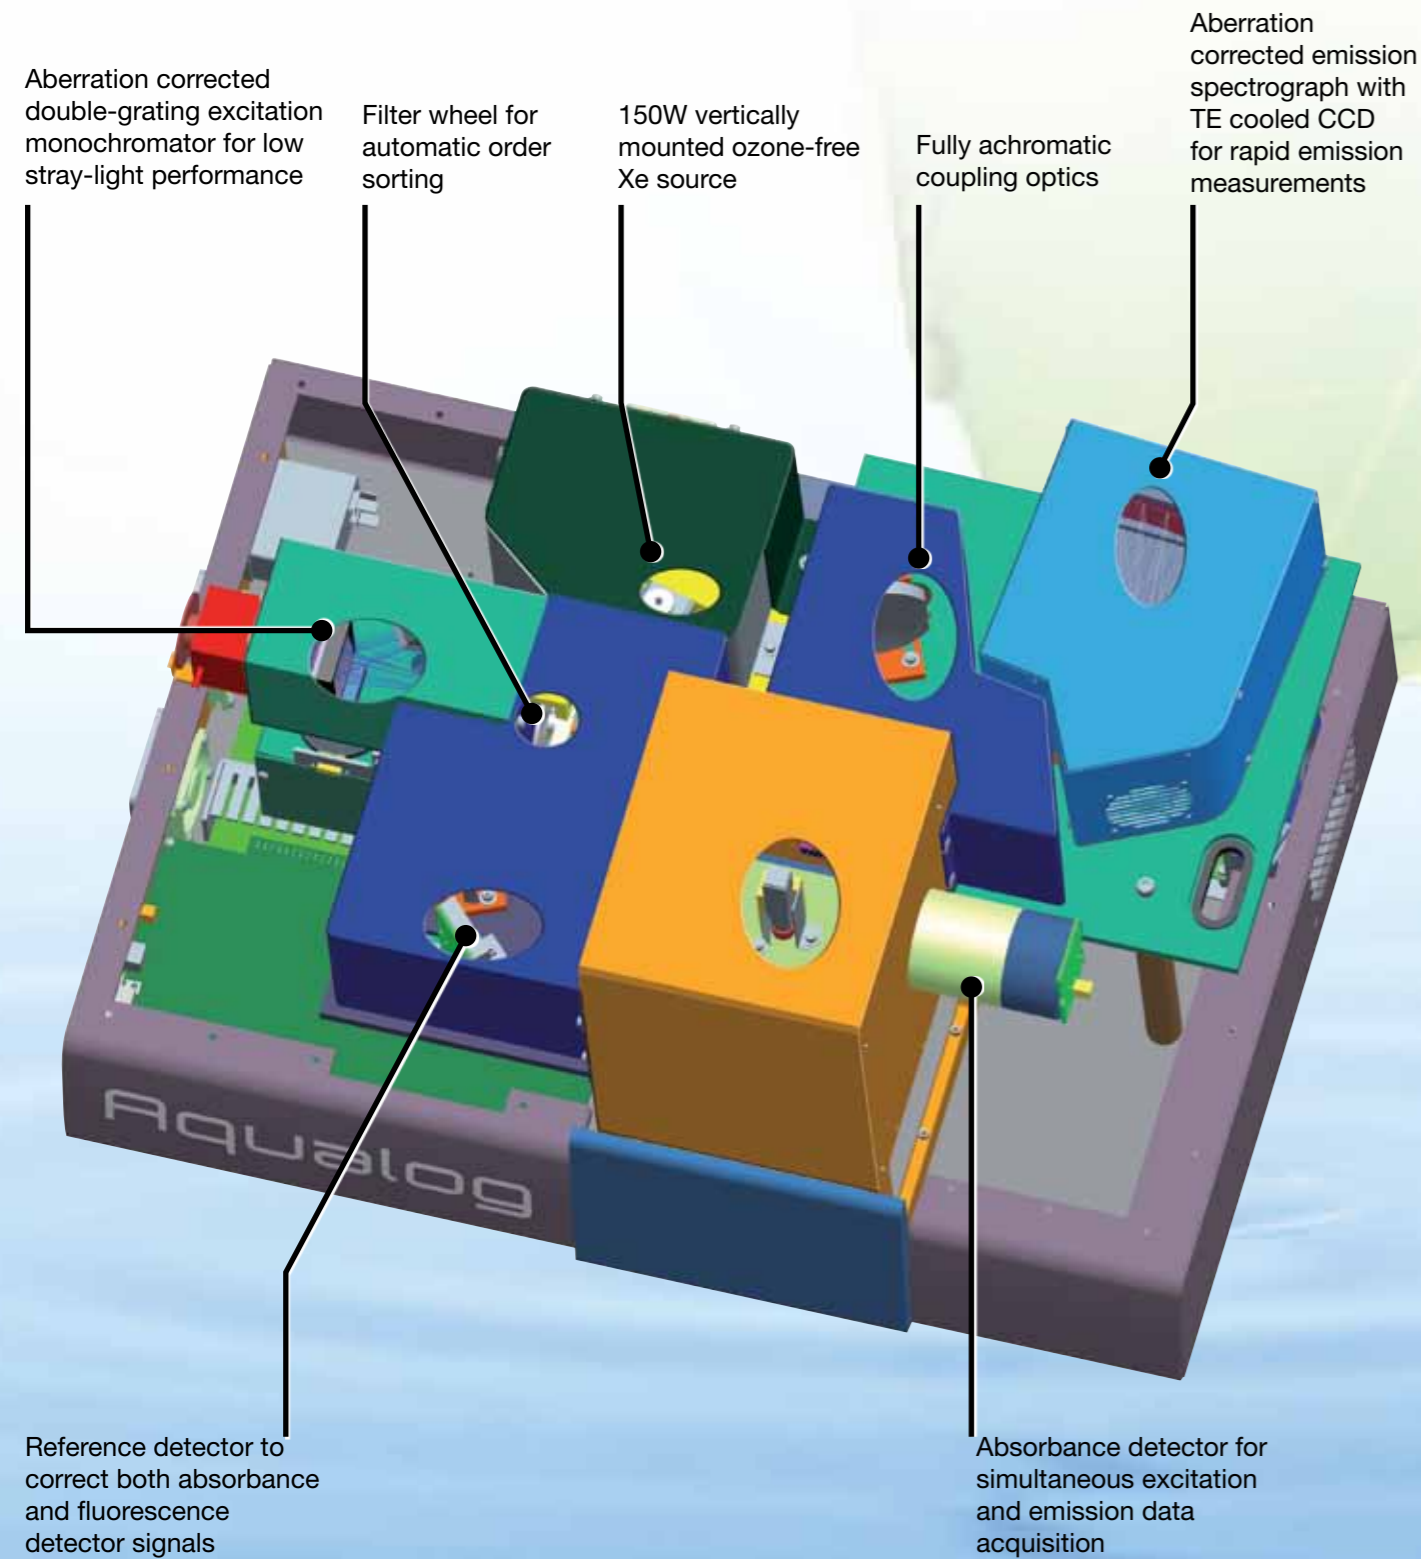 Aberration corrected
double-grating excitation
monochromator for low
stray-light performance
Filter wheel for
automatic order
sorting
150W vertically
mounted ozone-free
Xe source
Fully achromatic
coupling optics
Aberration
corrected emission
spectrograph with
TE cooled CCD
for rapid emission
measurements
Aqualog
Reference detector to
correct both absorbance
and fluorescence
detector signals
Absorbance detector for
simultaneous excitation
and emission data
acquisition